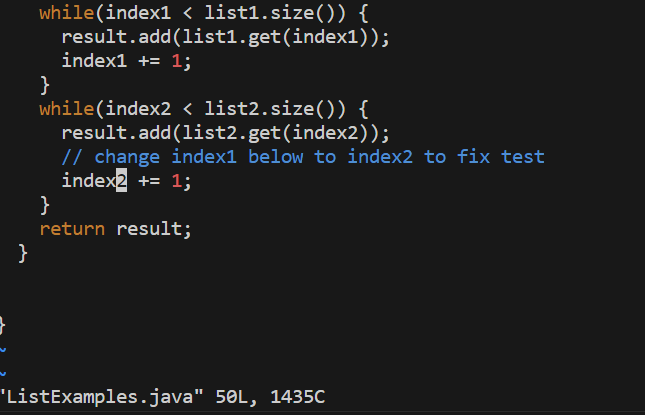 while(index1 < list1.size()) {
result.add(list1.get(index1));
index1 += 1;
}
while(index2 < list2.size()) {
result.add(list2.get(index2));
// change index1 below to index2 to fix test
index2 += 1;
}
return result;
}
}
~
~
"ListExamples.java" 50L, 1435C